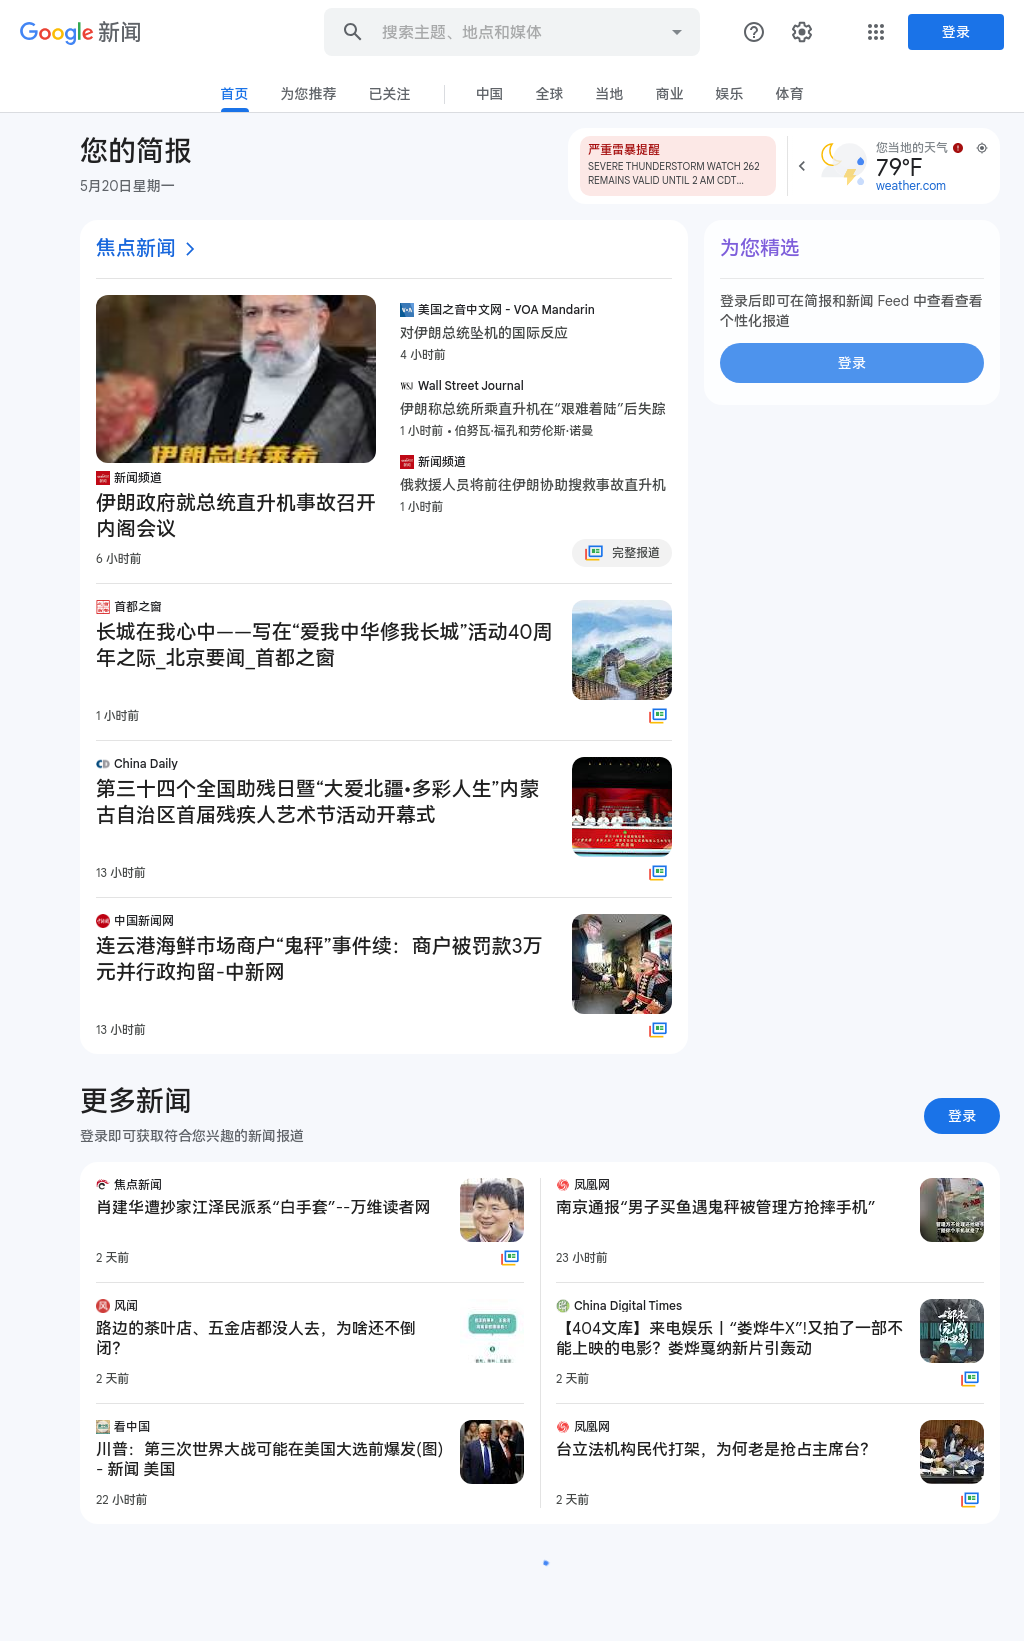 Google 新闻
搜索主题、地点和媒体
登录
首页
为您推荐
已关注
中国
全球
当地
商业
娱乐
体育
您的简报
5月20日星期一
严重雷暴提醒
SEVERE THUNDERSTORM WATCH 262
REMAINS VALID UNTIL 2 AM CDT...
您当地的天气
79°F
weather.com
焦点新闻
伊朗总统莱希
新闻频道
伊朗政府就总统直升机事故召开
内阁会议
6 小时前
美国之音中文网 - VOA Mandarin
对伊朗总统坠机的国际反应
4 小时前
WSJ
Wall Street Journal
伊朗称总统所乘直升机在“艰难着陆”后失踪
1 小时前 • 伯努瓦·福孔和劳伦斯·诺曼
新闻频道
俄救援人员将前往伊朗协助搜救事故直升机
1 小时前
完整报道
首都之窗
长城在我心中——写在“爱我中华修我长城”活动40周
年之际_北京要闻_首都之窗
1 小时前
China Daily
第三十四个全国助残日暨“大爱北疆•多彩人生”内蒙
古自治区首届残疾人艺术节活动开幕式
13 小时前
中国新闻网
连云港海鲜市场商户“鬼秤”事件续：商户被罚款3万
元并行政拘留-中新网
13 小时前
为您精选
登录后即可在简报和新闻 Feed 中查看查看
个性化报道
登录
更多新闻
登录即可获取符合您兴趣的新闻报道
登录
焦点新闻
肖建华遭抄家江泽民派系“白手套”--万维读者网
2 天前
风闻
路边的茶叶店、五金店都没人去，为啥还不倒
闭？
2 天前
看中国
川普：第三次世界大战可能在美国大选前爆发(图)
- 新闻 美国
22 小时前
凤凰网
南京通报“男子买鱼遇鬼秤被管理方抢摔手机”
23 小时前
China Digital Times
【404文库】来电娱乐丨“娄烨牛X”!又拍了一部不
能上映的电影？娄烨戛纳新片引轰动
2 天前
凤凰网
台立法机构民代打架，为何老是抢占主席台？
2 天前